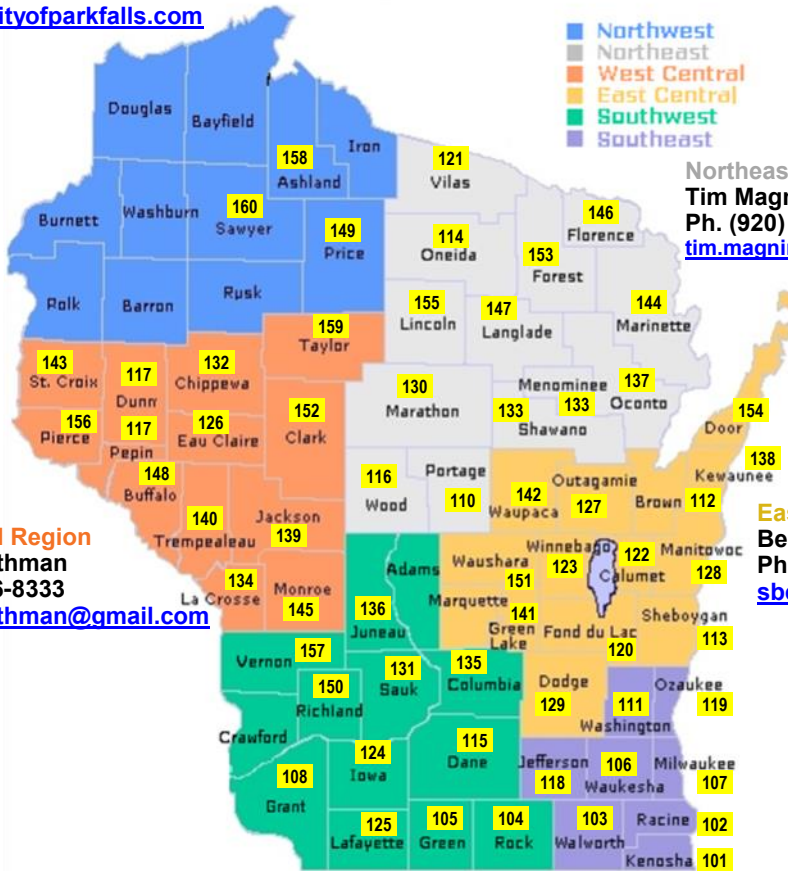 ityofparkfalls.com
Northwest
Northeast
West Central
East Central
Southwest
Southeast
Douglas
Bayfield
Iron
158
Ashland
121
Vilas
Northeas
Tim Magn
Ph. (920)
tim.magnin
Burnett
Washburn
160
Sawyer
149
Price
114
Oneida
146
Florence
153
Forest
Polk
Barron
Rusk
155
Lincoln
147
Langlade
144
Marinette
159
Taylor
143
St. Croix
117
Dunn
132
Chippewa
130
Marathon
Menominee
133
133
Shawano
137
Oconto
156
Pierce
117
Pepin
126
Eau Claire
152
Clark
154
Door
138
Kewaunee
148
Buffalo
116
Wood
Portage
110
142
Waupaca
Outagamie
127
Brown
112
140
Trempealeau
Jackson
139
l Region
thman
6-8333
thman@gmail.com
Eas
Be
Ph
sbe
Adams
Waushara
151
Winnebago
123
122
Calumet
Manitowoc
128
134
La Crosse
Monroe
145
136
Juneau
Marquette
141
Green
Lake
Fond du Lac
120
Sheboygan
113
Vernon
157
150
Richland
131
Sauk
135
Columbia
Dodge
129
111
Washington
Ozaukee
119
Crawford
124
Iowa
115
Dane
Jefferson
118
106
Waukesha
Milwaukee
107
108
Grant
125
Lafayette
105
Green
104
Rock
103
Walworth
Racine
102
Kenosha
101